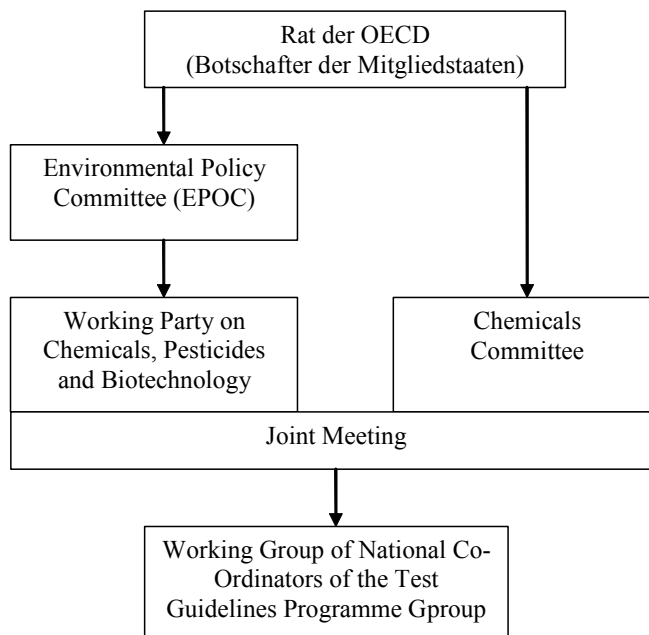 Rat der OECD
(Botschafter der Mitgliedstaaten)
Environmental Policy
Committee (EPOC)
Working Party on
Chemicals, Pesticides
and Biotechnology
Chemicals
Committee
Joint Meeting
Working Group of National Co-
Ordinators of the Test
Guidelines Programme Gproup